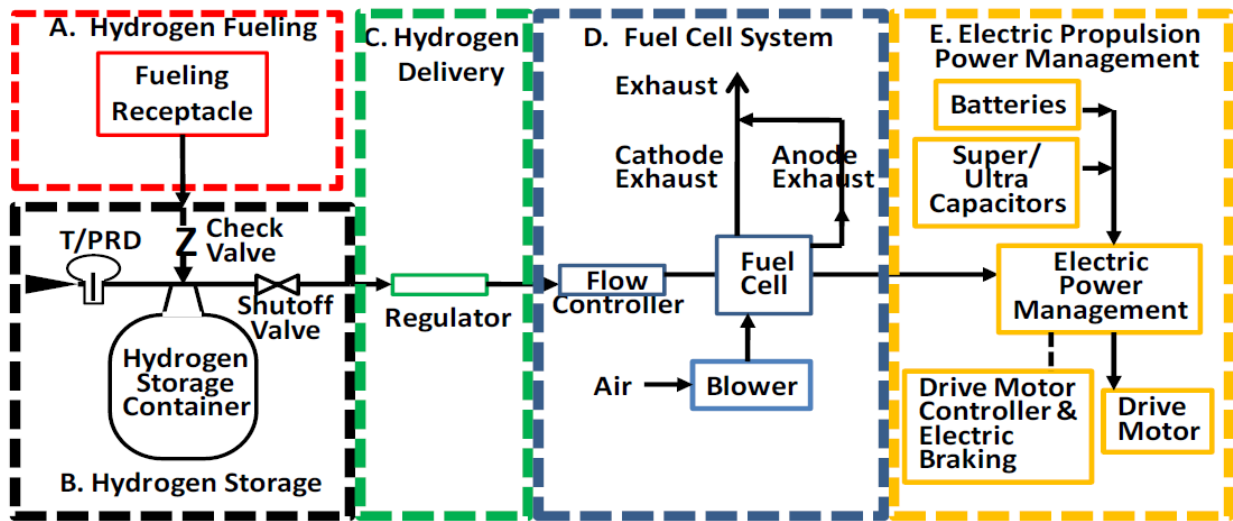 A. Hydrogen Fueling
Fueling
Receptacle
T/PRD
Z
Check
Valve
Shutoff
Valve
Hydrogen
Storage
Container
B. Hydrogen Storage
C. Hydrogen
Delivery
Regulator
D. Fuel Cell System
Exhaust
Cathode
Exhaust
Anode
Exhaust
Flow
Controller
Fuel
Cell
Air
Blower
E. Electric Propulsion
Power Management
Batteries
Super/
Ultra
Capacitors
Electric
Power
Management
Drive Motor
Controller &
Electric
Braking
Drive
Motor